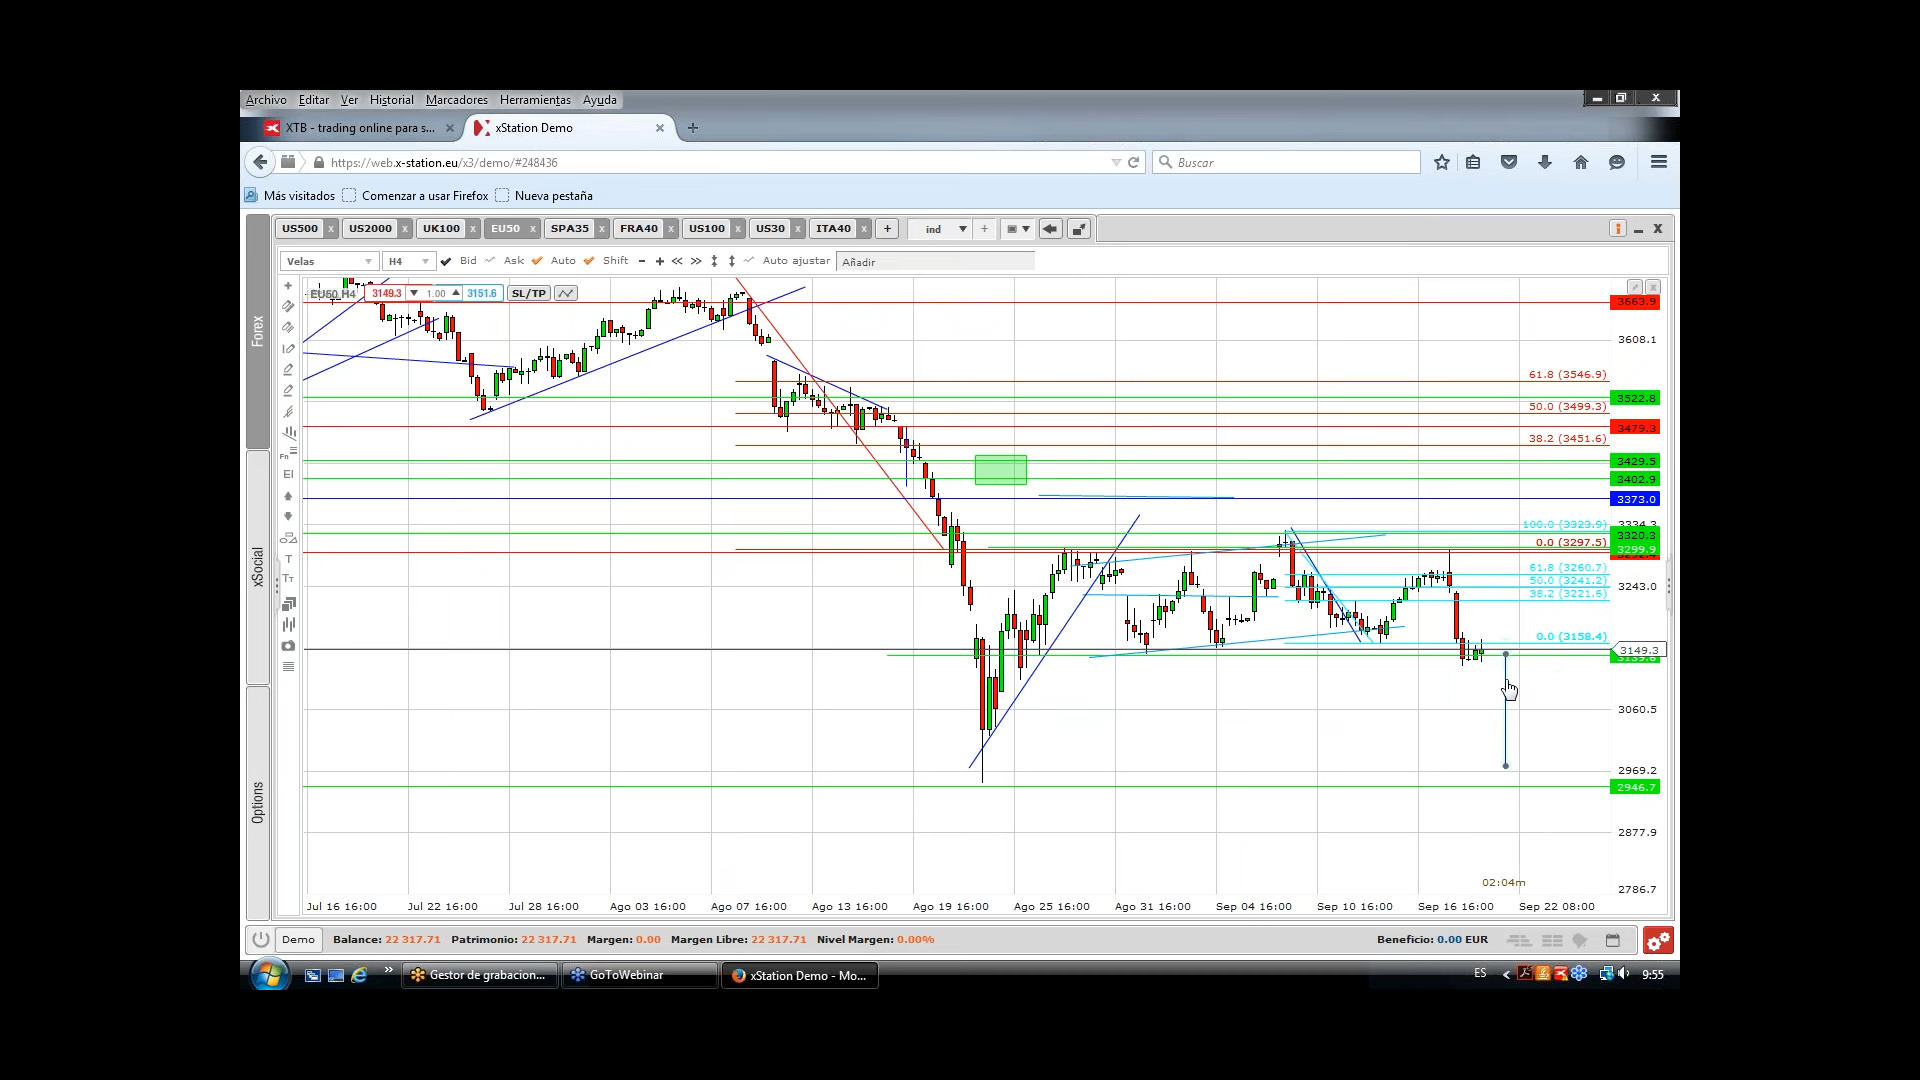 Archivo Editar Ver Historial Marcadores Herramientas Ayuda
XTB - trading online para s... xStation Demo
https://web.x-station.eu/x3/demo/#248436 Buscar
Más visitados Comenzar a usar Firefox Nueva pestaña
US500 x US2000 x UK100 x EU50 x SPA35 x FRA40 x US100 x US30 x ITA40 x + ind +
Velas H4 Bid Ask Auto Shift - + Auto ajustar Añadir
EU50,H4 3149.3 1.00 3151.6 SL/TP
3663.9
3608.1
61.8 (3546.9)
3522.8
50.0 (3499.3)
3479.3
38.2 (3451.6)
3429.5
3402.9
3373.0
100.0 (3323.9) 3334.3
3320.3
0.0 (3297.5)
3299.9
61.8 (3260.7)
50.0 (3241.2) 3243.0
38.2 (3221.6)
0.0 (3158.4)
3149.3
3060.5
2969.2
2946.7
2877.9
02:04m
2786.7
Jul 16 16:00 Jul 22 16:00 Jul 28 16:00 Ago 03 16:00 Ago 07 16:00 Ago 13 16:00 Ago 19 16:00 Ago 25 16:00 Ago 31 16:00 Sep 04 16:00 Sep 10 16:00 Sep 16 16:00 Sep 22 08:00
Forex
xSocial
Options
Fn
EI
T
TT
Demo Balance: 22 317.71 Patrimonio: 22 317.71 Margen: 0.00 Margen Libre: 22 317.71 Nivel Margen: 0.00% Beneficio: 0.00 EUR
Gestor de grabacion... GoToWebinar xStation Demo - Mo... ES 9:55